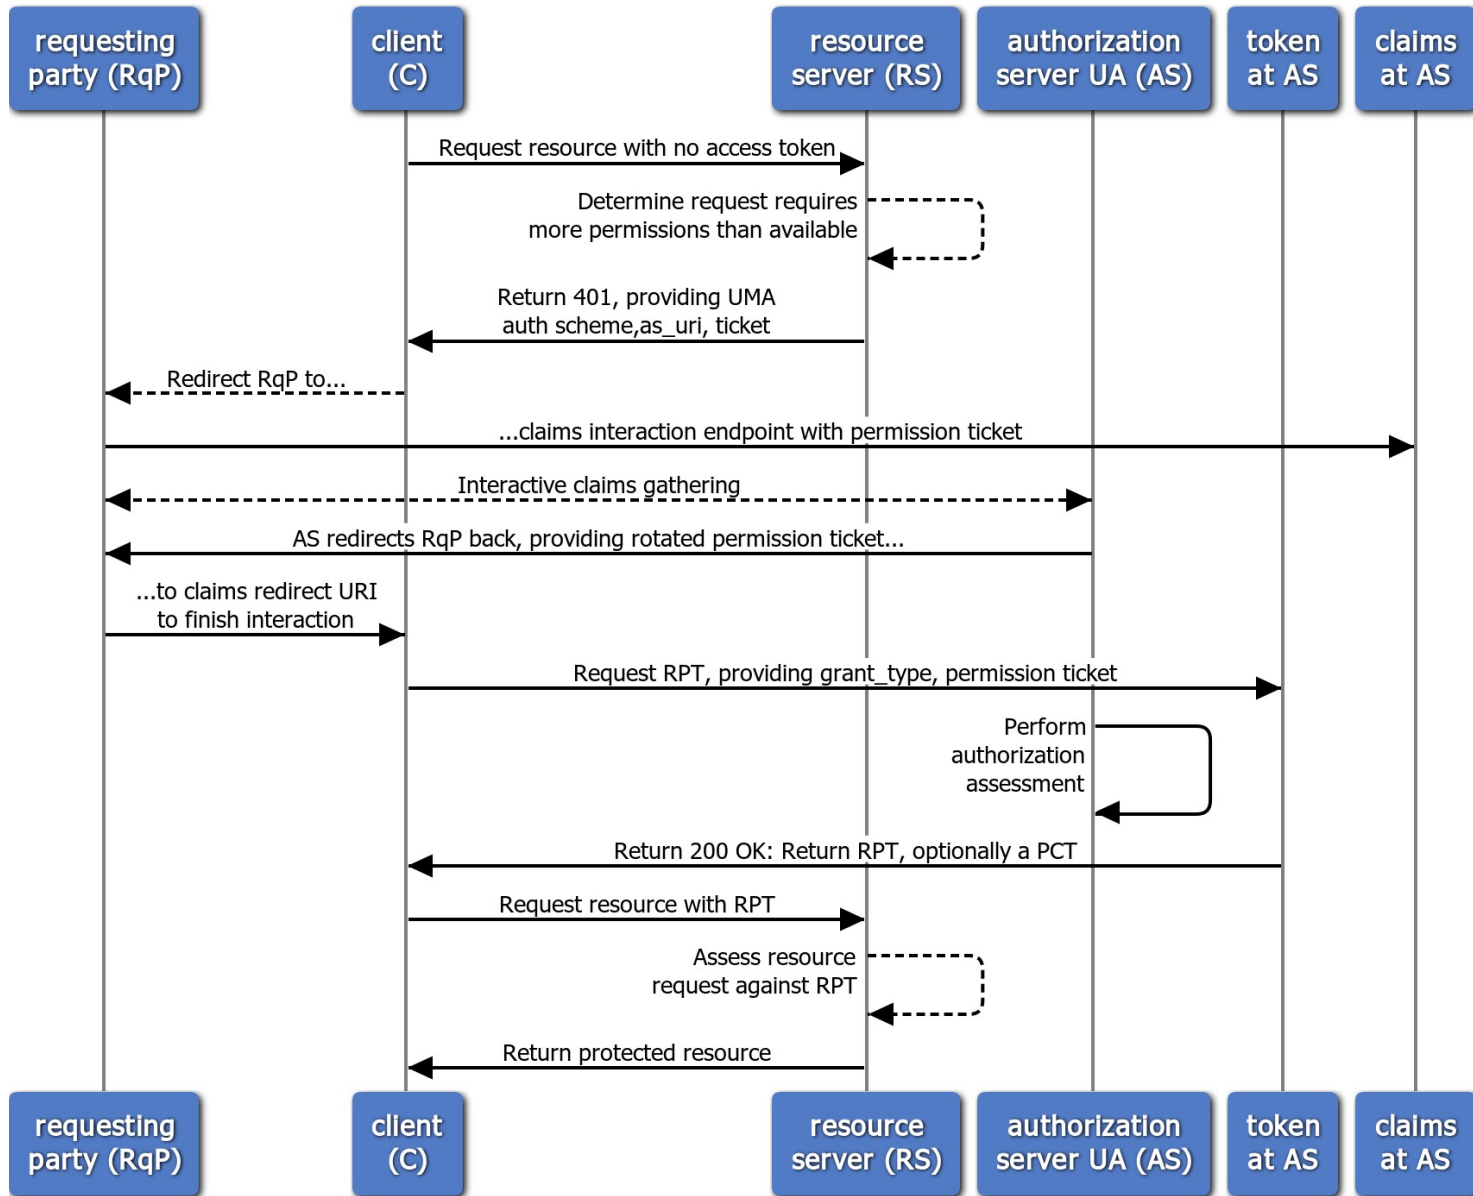 requesting
party (RqP)
client
(C)
resource
server (RS)
authorization
server UA (AS)
token
at AS
claims
at AS
Request resource with no access token
Determine request requires
more permissions than available
Return 401, providing UMA
auth scheme,as_uri, ticket
Redirect RqP to...
...claims interaction endpoint with permission ticket
Interactive claims gathering
AS redirects RqP back, providing rotated permission ticket...
...to claims redirect URI
to finish interaction
Request RPT, providing grant_type, permission ticket
Perform
authorization
assessment
Return 200 OK: Return RPT, optionally a PCT
Request resource with RPT
Assess resource
request against RPT
Return protected resource
requesting
party (RqP)
client
(C)
resource
server (RS)
authorization
server UA (AS)
token
at AS
claims
at AS